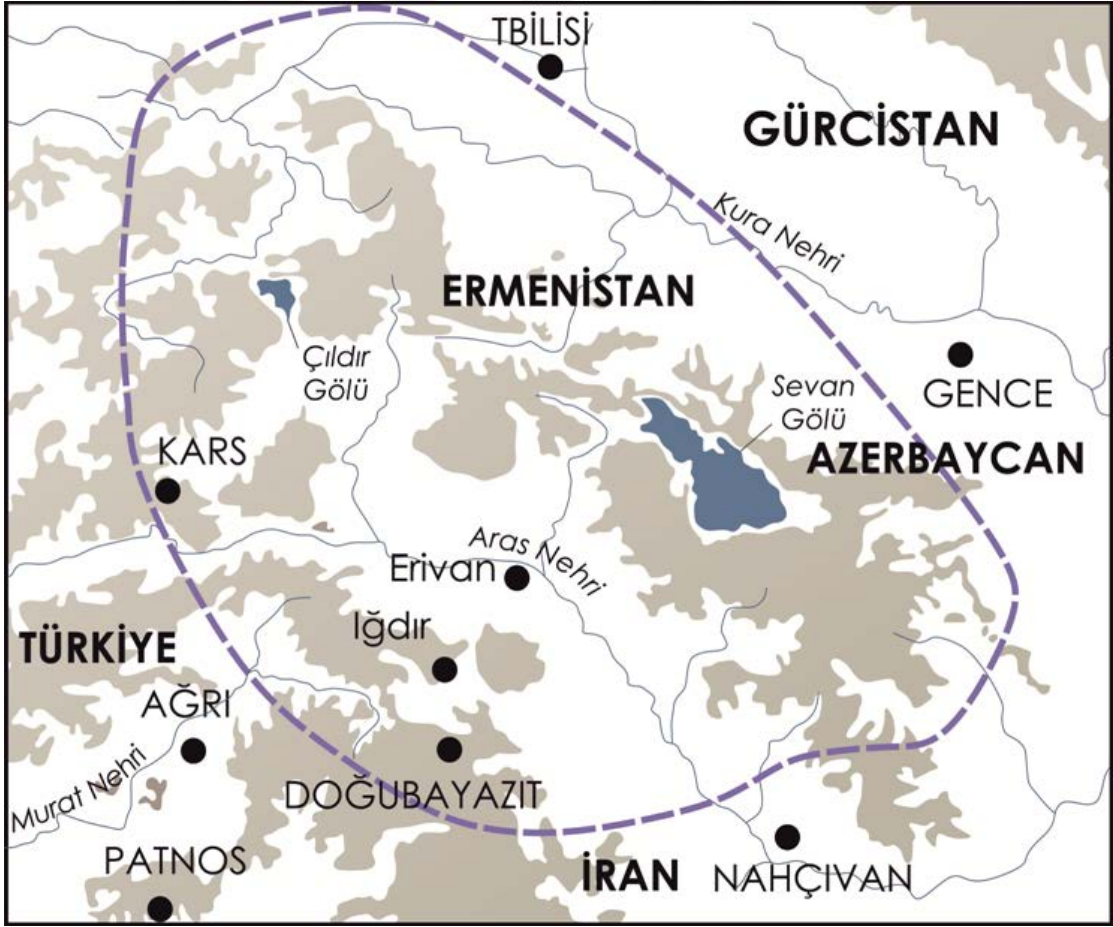 TBİLİSİ
GÜRCİSTAN
Kura Nehri
ERMENİSTAN
Çıldır
Gölü
GENCE
Sevan
Gölü
KARS
AZERBAYCAN
Aras Nehri
Erivan
Iğdır
TÜRKİYE
AĞRI
Murat Nehri
DOĞUBAYAZIT
PATNOS
İRAN
NAHÇIVAN